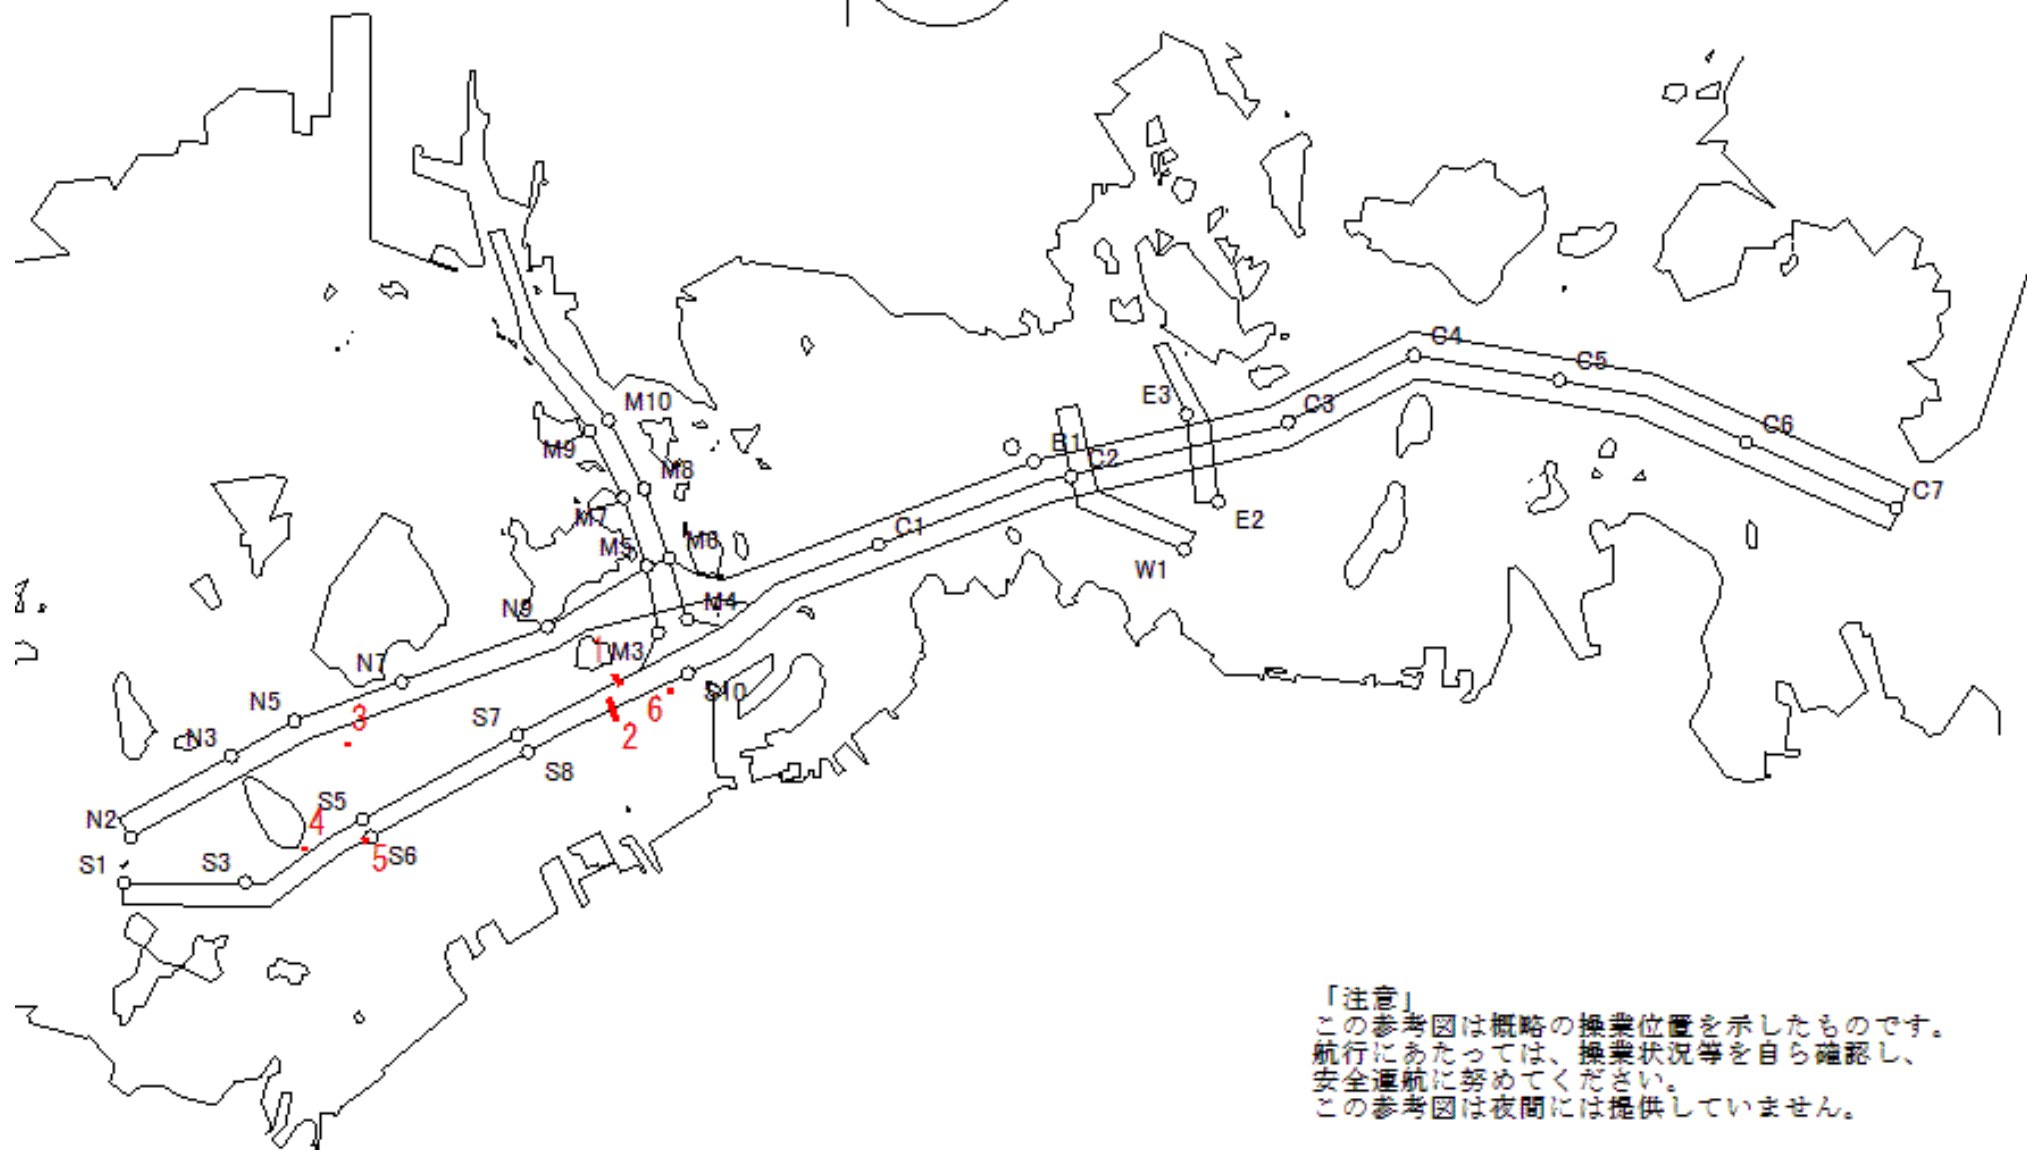 C4
C5
E3
M10
C3
C6
B1
M9
C2
M8
C7
M7
E2
C1
M6
M5
W1
N9
M4
1
M3
N7
S10
N5
3
6
S7
2
N3
S8
S5
N2
4
5
S6
S1
S3
「注意」
この参考図は概略の操業位置を示したものです。
航行にあたっては、操業状況等を自ら確認し、
安全運航に努めてください。
この参考図は夜間には提供していません。